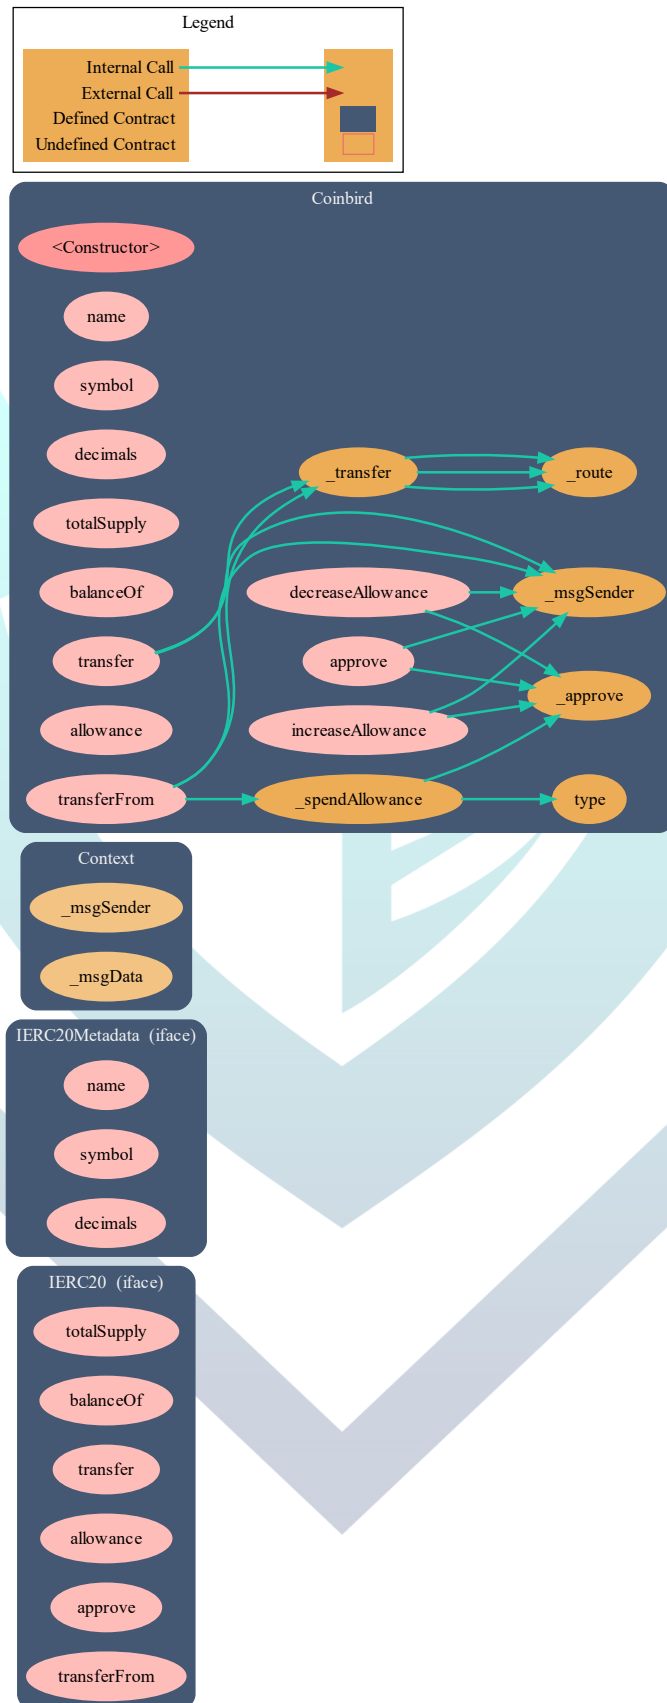 Legend
Internal Call
External Call
Defined Contract
Undefined Contract
Coinbird
<Constructor>
name
symbol
decimals
_transfer
_route
totalSupply
balanceOf
decreaseAllowance
_msgSender
transfer
approve
_approve
allowance
increaseAllowance
transferFrom
_spendAllowance
type
Context
_msgSender
_msgData
IERC20Metadata (iface)
name
symbol
decimals
IERC20 (iface)
totalSupply
balanceOf
transfer
allowance
approve
transferFrom